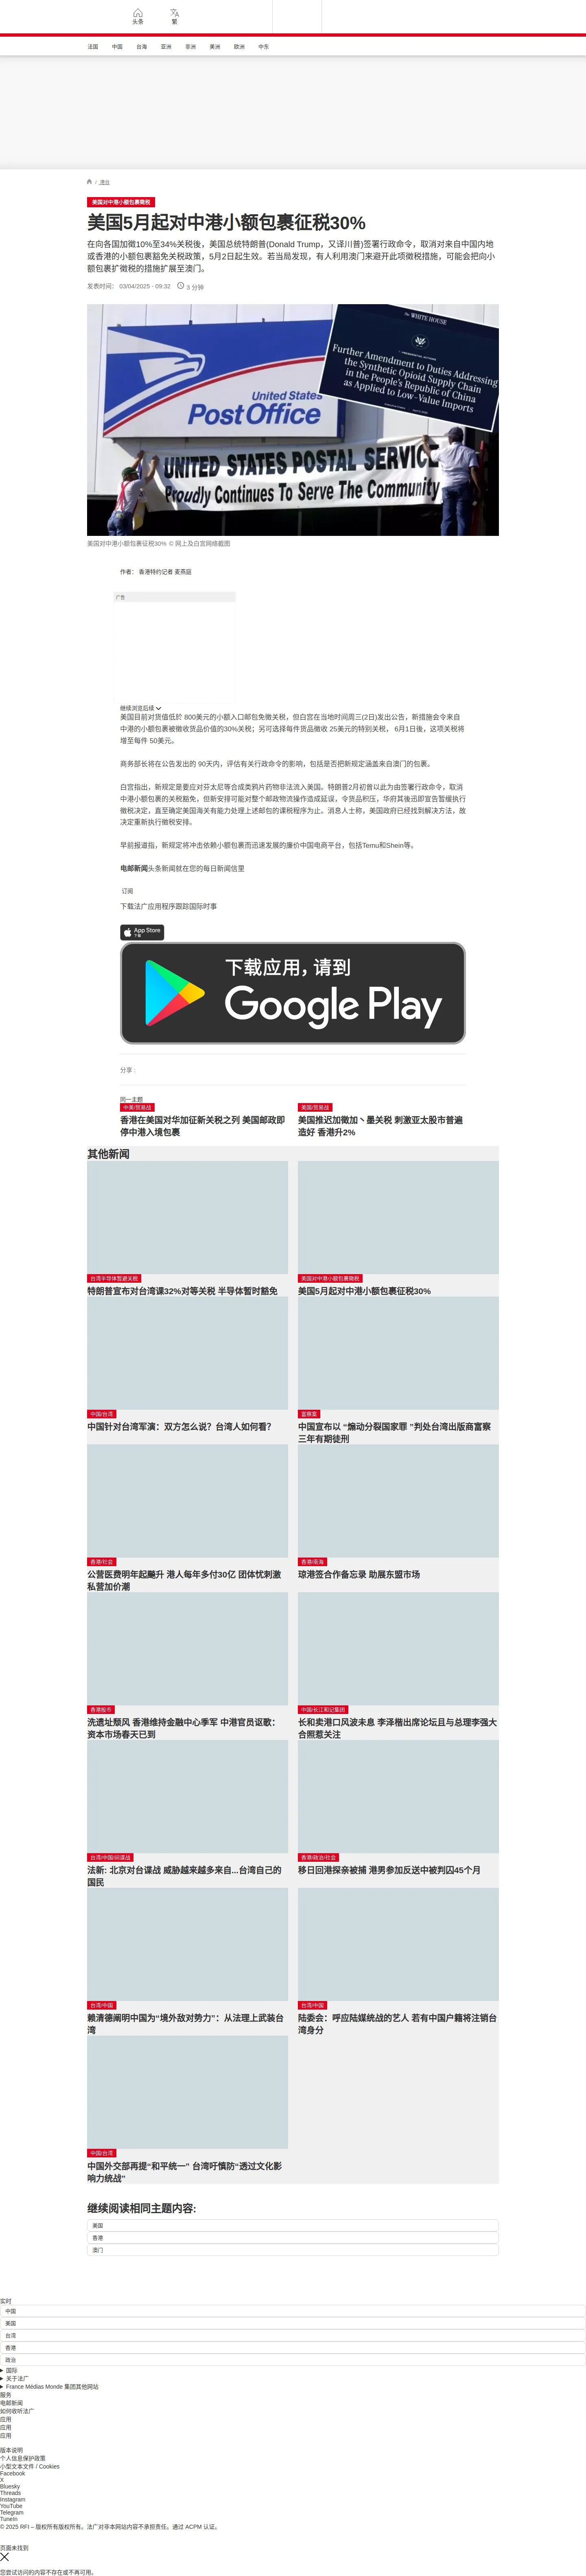 头条
繁
法国 中国 台海 亚洲 非洲 美洲 欧洲 中东
/ 港台
美国对中港小额包裹徵税
美国5月起对中港小额包裹征税30%
在向各国加徵10%至34%关税後，美国总统特朗普(Donald Trump，又译川普)签署行政命令，取消对来自中国内地
或香港的小额包裹豁免关税政策，5月2日起生效。若当局发现，有人利用澳门来避开此项徵税措施，可能会把向小
额包裹扩徵税的措施扩展至澳门。
发表时间： 03/04/2025 - 09:32 3 分钟
THE WHITE HOUSE
Further Amendment to Duties Addressing
the Synthetic Opioid Supply Chain
in the People's Republic of China
as Applied to Low-Value Imports
United States
Post Office
UNITED STATES POSTAL SERVICE
Proudly Continues To Serve The Community
美国对中港小额包裹征税30% © 网上及白宫网络截图
作者： 香港特约记者 麦燕庭
广告
继续浏览后续
美国目前对货值低於 800美元的小额入口邮包免徵关税，但白宫在当地时间周三(2日)发出公告，新措施会令来自
中港的小额包裹被徵收货品价值的30%关税；另可选择每件货品徵收 25美元的特别关税， 6月1日後，这项关税将
增至每件 50美元。
商务部长将在公告发出的 90天内，评估有关行政命令的影响，包括是否把新规定涵盖来自澳门的包裹。
白宫指出，新规定是要应对芬太尼等合成类鸦片药物非法流入美国。特朗普2月初曾以此为由签署行政命令，取消
中港小额包裹的关税豁免，但新安排可能对整个邮政物流操作造成延误，令货品积压，华府其後迅即宣告暂缓执行
徵税决定，直至确定美国海关有能力处理上述邮包的课税程序为止。消息人士称，美国政府已经找到解决方法，故
决定重新执行徵税安排。
早前报道指，新规定将冲击依赖小额包裹而迅速发展的廉价中国电商平台，包括Temu和Shein等。
电邮新闻头条新闻就在您的每日新闻信里
订阅
下载法广应用程序跟踪国际时事
App Store
下载
下载应用，请到
Google Play
分享 :
同一主题
中美/贸易战
香港在美国对华加征新关税之列 美国邮政即
停中港入境包裹
美国/贸易战
美国推迟加徵加丶墨关税 刺激亚太股市普遍
造好 香港升2%
其他新闻
台湾半导体暂避关税
特朗普宣布对台湾课32%对等关税 半导体暂时豁免
美国对中港小额包裹徵税
美国5月起对中港小额包裹征税30%
中国/台湾
中国针对台湾军演：双方怎么说？台湾人如何看？
富察案
中国宣布以 “煽动分裂国家罪 ”判处台湾出版商富察
三年有期徒刑
香港/社会
公营医费明年起飚升 港人每年多付30亿 团体忧刺激
私营加价潮
香港/南海
琼港签合作备忘录 助展东盟市场
香港股市
洗遗址颓风 香港维持金融中心季军 中港官员讴歌：
资本市场春天已到
中国/长江和记集团
长和卖港口风波未息 李泽楷出席论坛且与总理李强大
合照惹关注
台湾/中国/间谍战
法新: 北京对台谍战 威胁越来越多来自...台湾自己的
国民
香港/政治/社会
移日回港探亲被捕 港男参加反送中被判囚45个月
台湾/中国
赖清德阐明中国为“境外敌对势力”：从法理上武装台
湾
台湾/中国
陆委会：呼应陆媒统战的艺人 若有中国户籍将注销台
湾身分
中国/台湾
中国外交部再提“和平统一” 台湾吁慎防“透过文化影
响力统战”
继续阅读相同主题内容:
美国
香港
澳门
实时
中国
美国
台湾
香港
政治
国际
关于法广
France Médias Monde 集团其他网站
服务
电邮新闻
如何收听法广
应用
应用
应用
版本说明
个人信息保护政策
小型文本文件 / Cookies
Facebook
X
Bluesky
Threads
Instagram
YouTube
Telegram
TuneIn
© 2025 RFI – 版权所有版权所有。法广对非本网站内容不承担责任。通过 ACPM 认证。
页面未找到
您尝试访问的内容不存在或不再可用。